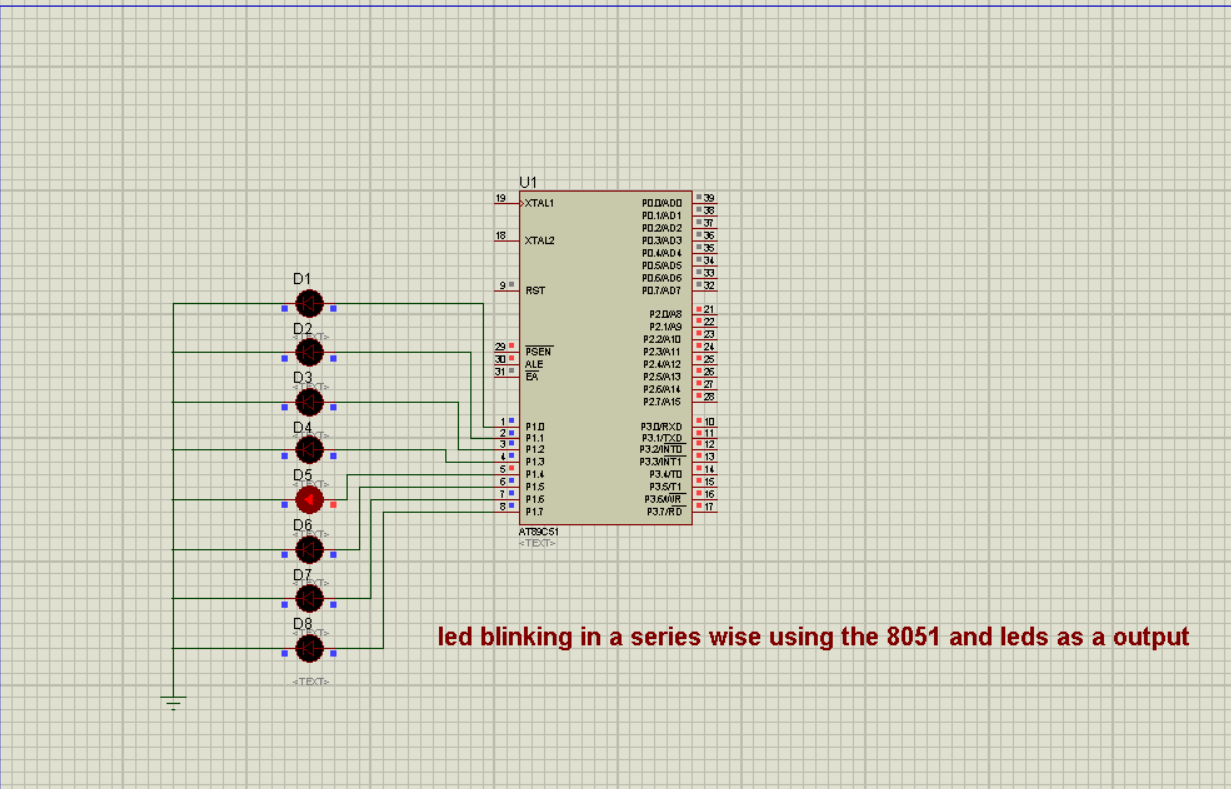 U1
19 XTAL1 P0.0/AD0 39
P0.1/AD1 38
P0.2/AD2 37
18 XTAL2 P0.3/AD3 36
P0.4/AD4 35
P0.5/AD5 34
P0.6/AD6 33
9 RST P0.7/AD7 32
P2.0/A8 21
P2.1/A9 22
P2.2/A10 23
29 PSEN P2.3/A11 24
30 ALE P2.4/A12 25
31 EA P2.5/A13 26
P2.6/A14 27
P2.7/A15 28
1 P1.0 P3.0/RXD 10
2 P1.1 P3.1/TXD 11
3 P1.2 P3.2/INT0 12
4 P1.3 P3.3/INT1 13
5 P1.4 P3.4/T0 14
6 P1.5 P3.5/T1 15
7 P1.6 P3.6/WR 16
8 P1.7 P3.7/RD 17
AT89C51
<TEXT>
D1
<TEXT>
D2
<TEXT>
D3
<TEXT>
D4
<TEXT>
D5
<TEXT>
D6
<TEXT>
D7
<TEXT>
D8
<TEXT>
led blinking in a series wise using the 8051 and leds as a output